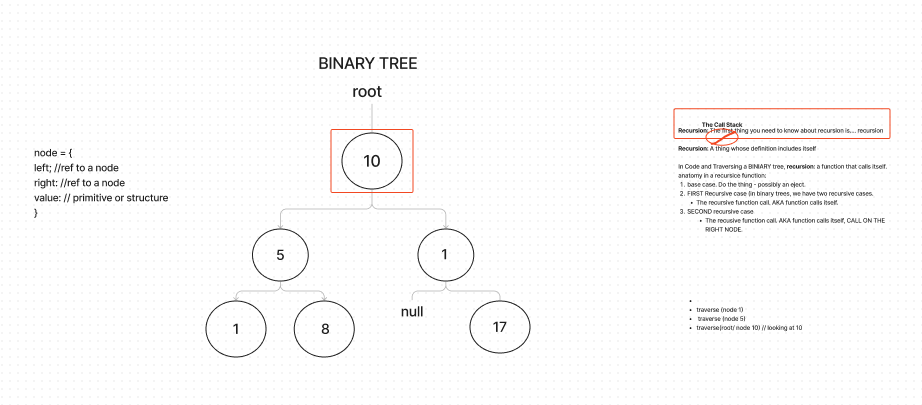 BINARY TREE
root
10
5
1
1
8
null
17
node = {
left; //ref to a node
right: //ref to a node
value: // primitive or structure
}
The Call Stack
Recursion: The first thing you need to know about recursion is.... recursion
Recursion: A thing whose definition includes itself
In Code and Traversing a BINIARY tree, recursion: a function that calls itself.
anatomy in a recursice function:
1. base case. Do the thing - possibly an eject.
2. FIRST Recursive case (in binary trees, we have two recursive cases.
• The recursive function call. AKA function calls itself.
3. SECOND recursive case
• The recusive function call. AKA function calls itself, CALL ON THE
RIGHT NODE.
•
• traverse (node 1)
• traverse (node 5)
• traverse(root/ node 10) // looking at 10